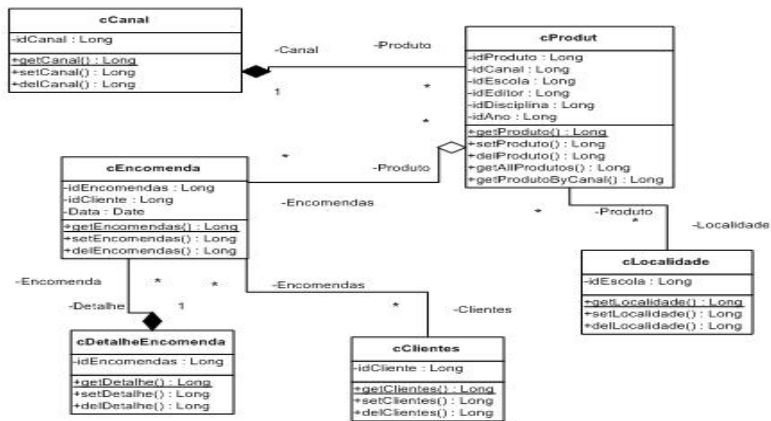 cCanal
-idCanal : Long
+getCanal() : Long
+setCanal() : Long
+delCanal() : Long
-Canal
1
-Produto
*
cProdut
-idProduto : Long
-idCanal : Long
-idEscola : Long
-idEditor : Long
-idDisciplina : Long
-idAno : Long
+getProduto() : Long
+setProduto() : Long
+delProduto() : Long
+getAllProdutos() : Long
+getProdutoByCanal() : Long
*
-Produto
*
-Encomendas
cEncomenda
-idEncomendas : Long
-idCliente : Long
-Data : Date
+getEncomendas() : Long
+setEncomendas() : Long
+delEncomendas() : Long
*
-Produto
*
-Localidade
cLocalidade
-idEscola : Long
+getLocalidade() : Long
+setLocalidade() : Long
+delLocalidade() : Long
-Encomenda
*
-Detalhe
1
*
-Encomendas
*
-Clientes
cDetalheEncomenda
-idEncomendas : Long
+getDetalhe() : Long
+setDetalhe() : Long
+delDetalhe() : Long
cClientes
-idCliente : Long
+getClientes() : Long
+setClientes() : Long
+delClientes() : Long